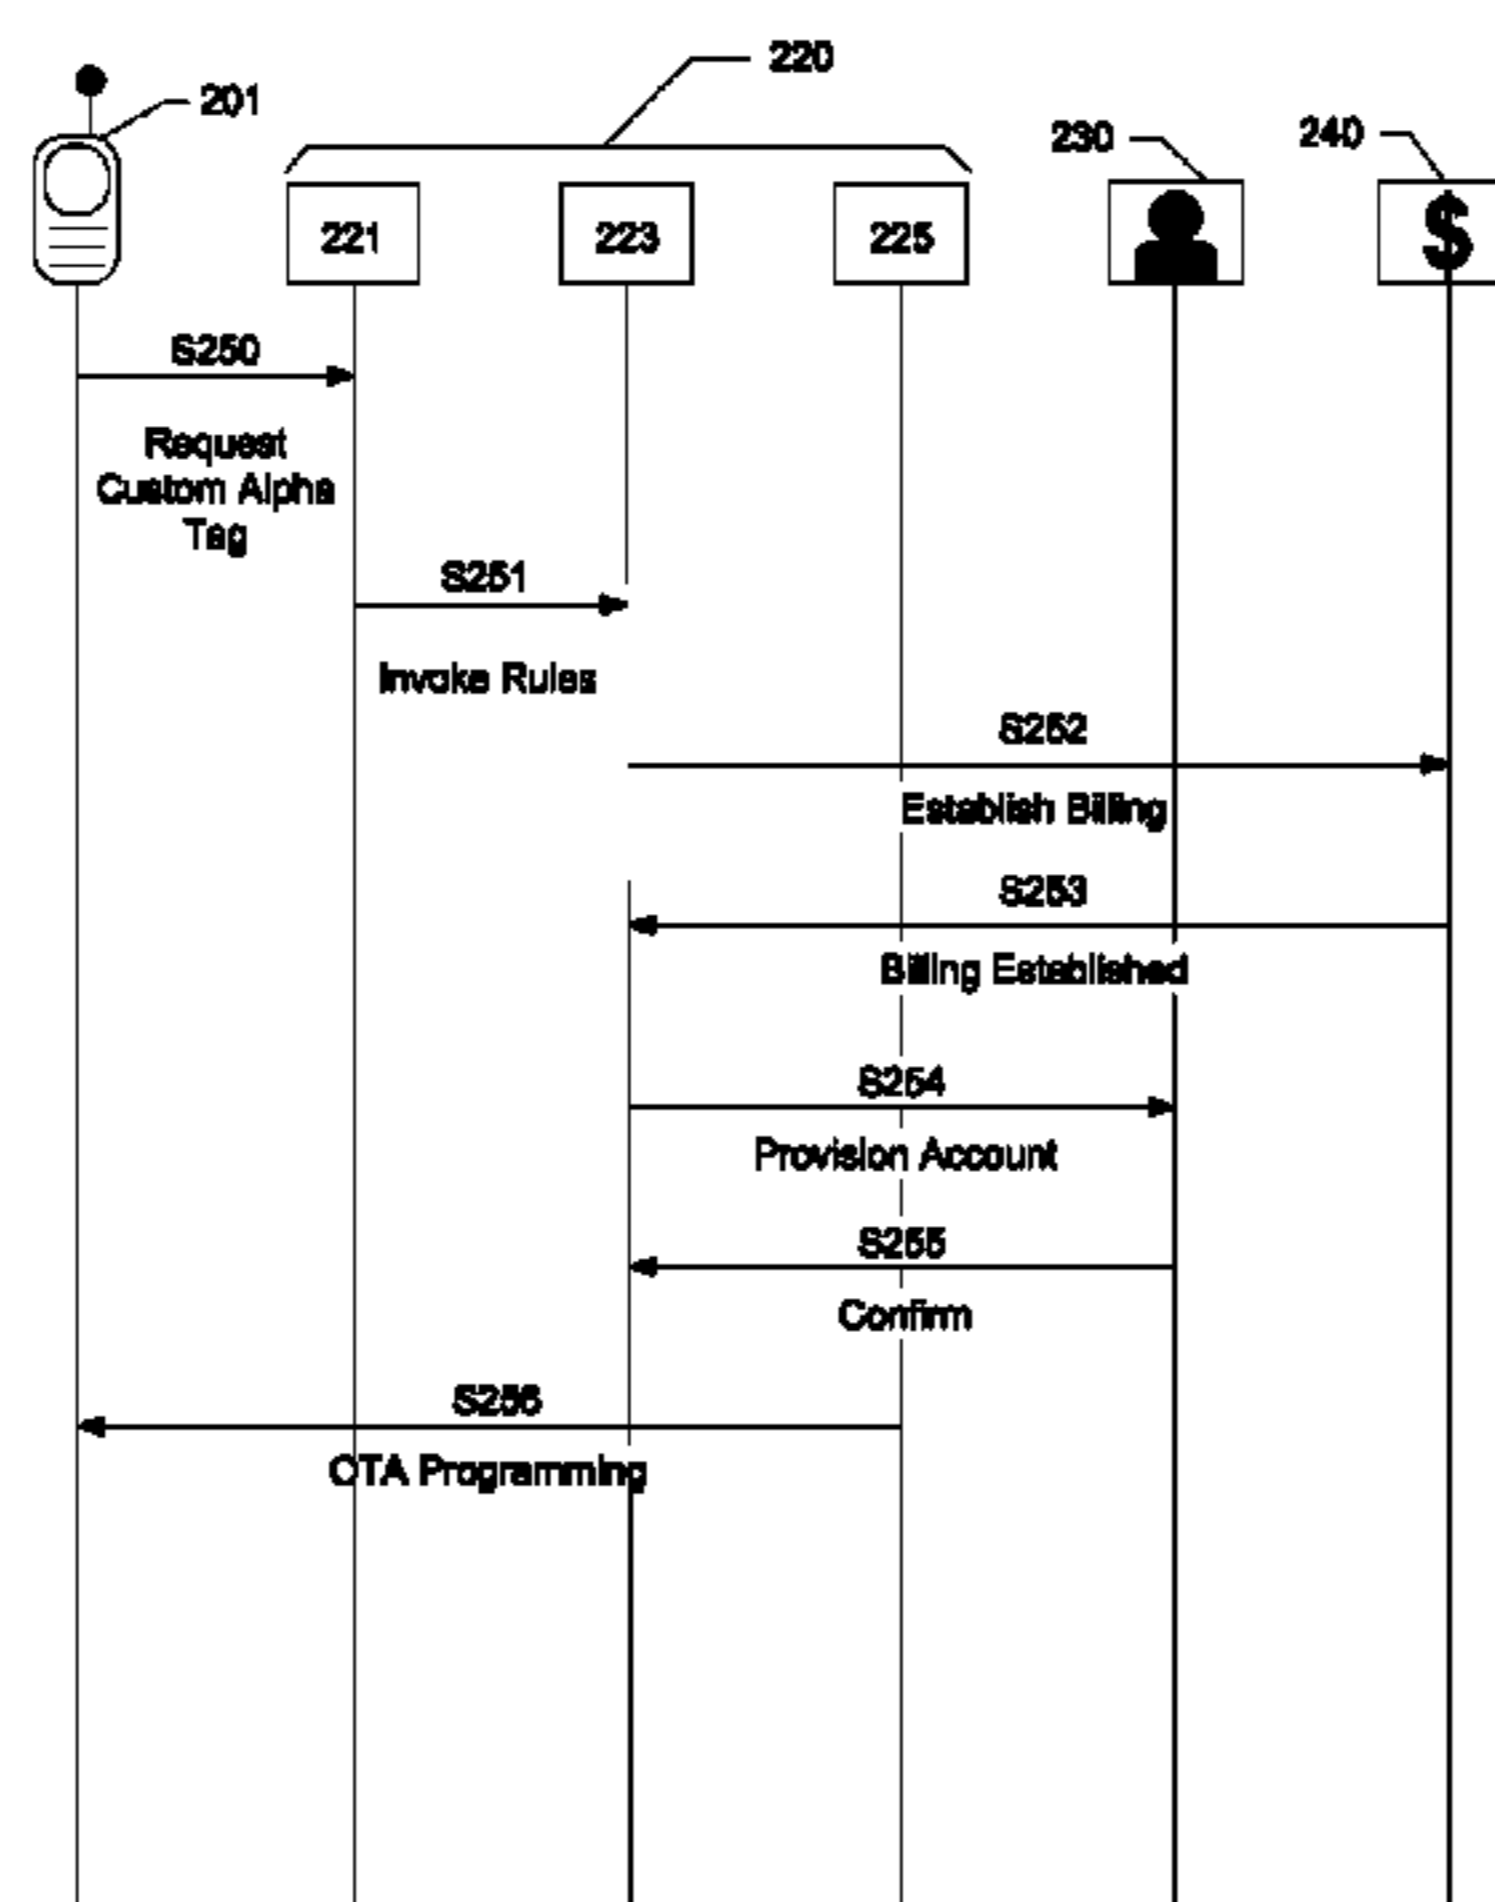 220
201
230
240
221
223
225
$
S250
Request
Custom Alpha
Tag
S251
Invoke Rules
S252
Establish Billing
S253
Billing Established
S254
Provision Account
S255
Confirm
S256
OTA Programming